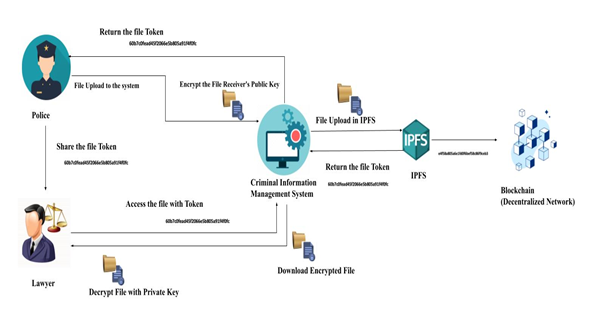 Return the file Token
File Upload to the system
Encrypt the File Receiver's Public Key
File Upload in IPFS
Police
Share the file Token
IPFS
Return the file Token
IPFS
Criminal Information
Management System
Blockchain
(Decentralized Network)
Access the file with Token
Download Encrypted File
Lawyer
Decrypt File with Private Key